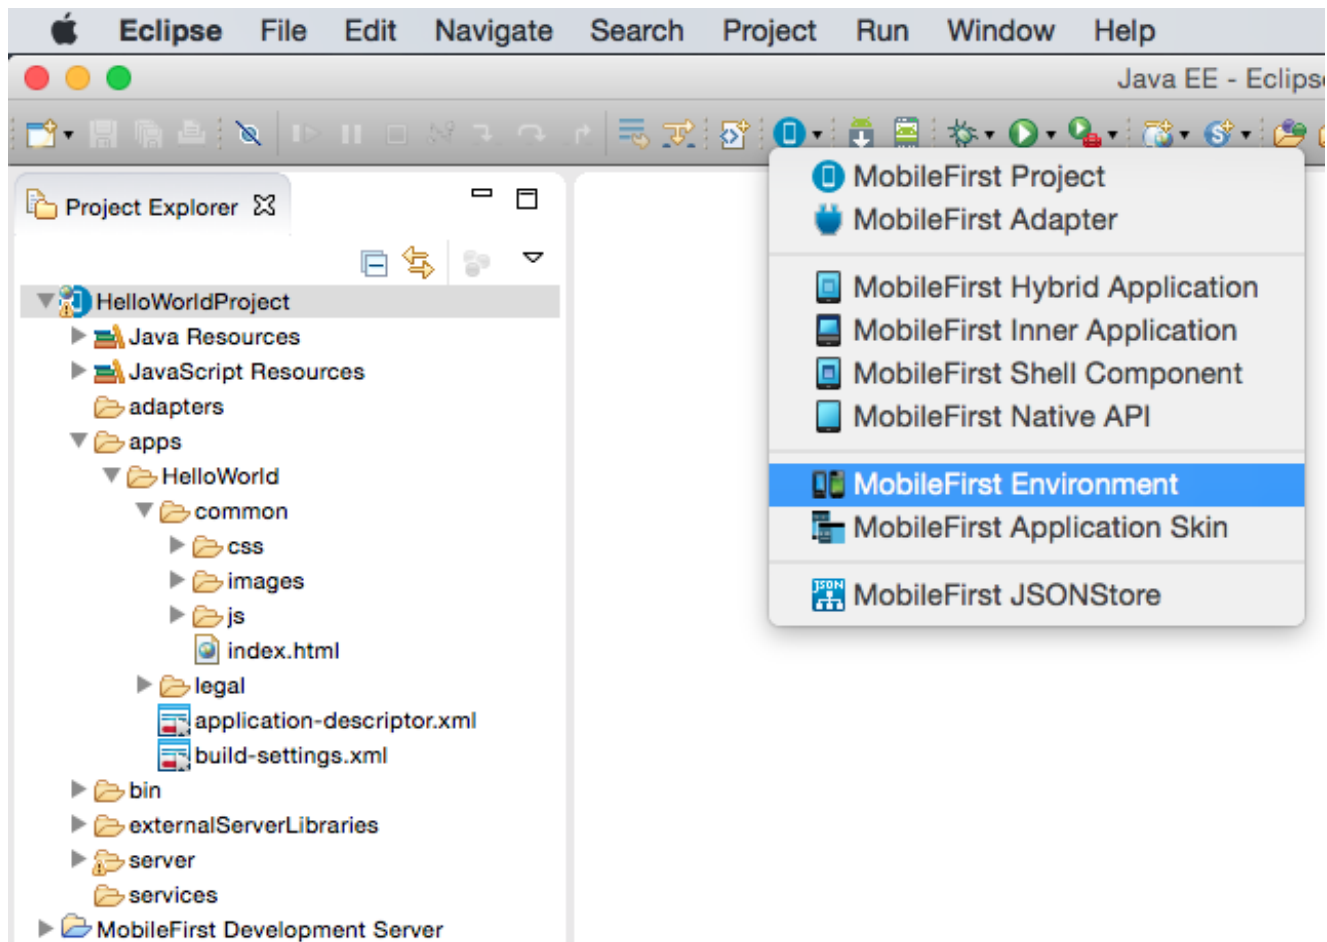 Eclipse File Edit Navigate Search Project Run Window Help
Java EE - Eclipse
Project Explorer
HelloWorldProject
Java Resources
JavaScript Resources
adapters
apps
HelloWorld
common
css
images
js
index.html
legal
application-descriptor.xml
build-settings.xml
bin
externalServerLibraries
server
services
MobileFirst Development Server
MobileFirst Project
MobileFirst Adapter
MobileFirst Hybrid Application
MobileFirst Inner Application
MobileFirst Shell Component
MobileFirst Native API
MobileFirst Environment
MobileFirst Application Skin
JSON
MobileFirst JSONStore